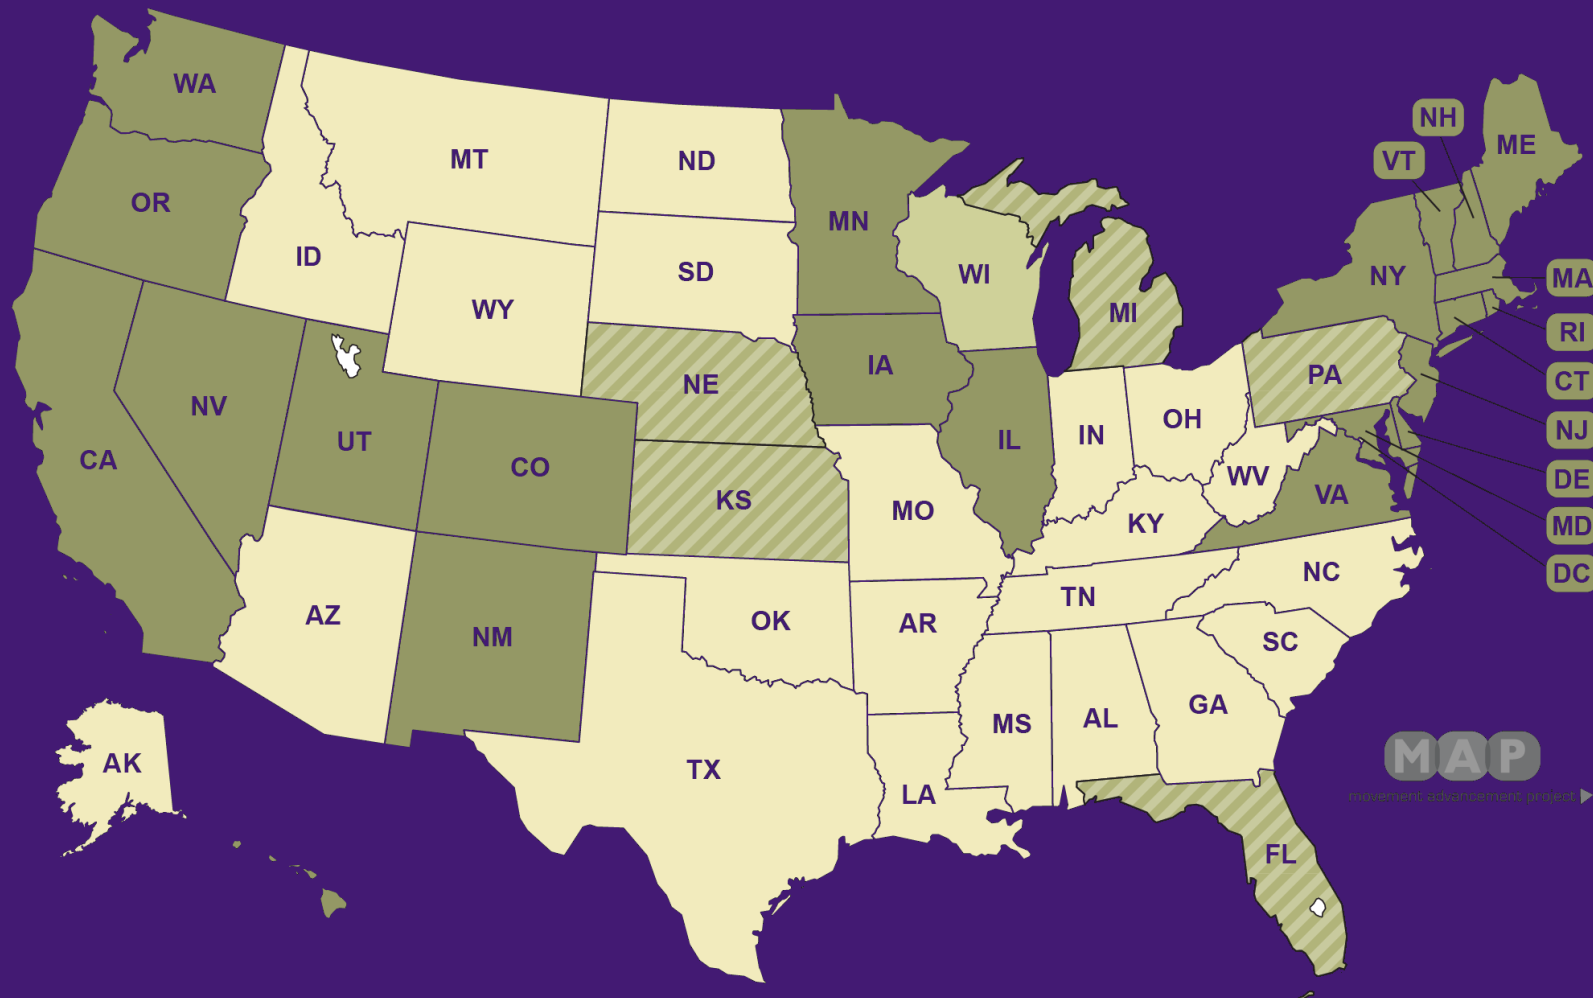 WA
NH
ME
MT
ND
VT
OR
MN
ID
SD
WI
NY
MA
WY
MI
RI
IA
NE
PA
CT
NV
OH
UT
IN
NJ
IL
CA
CO
WV
DE
KS
VA
MO
KY
MD
NC
DC
TN
AZ
OK
AR
NM
SC
GA
MS
AL
MAP
AK
TX
LA
movement advancement project
FL